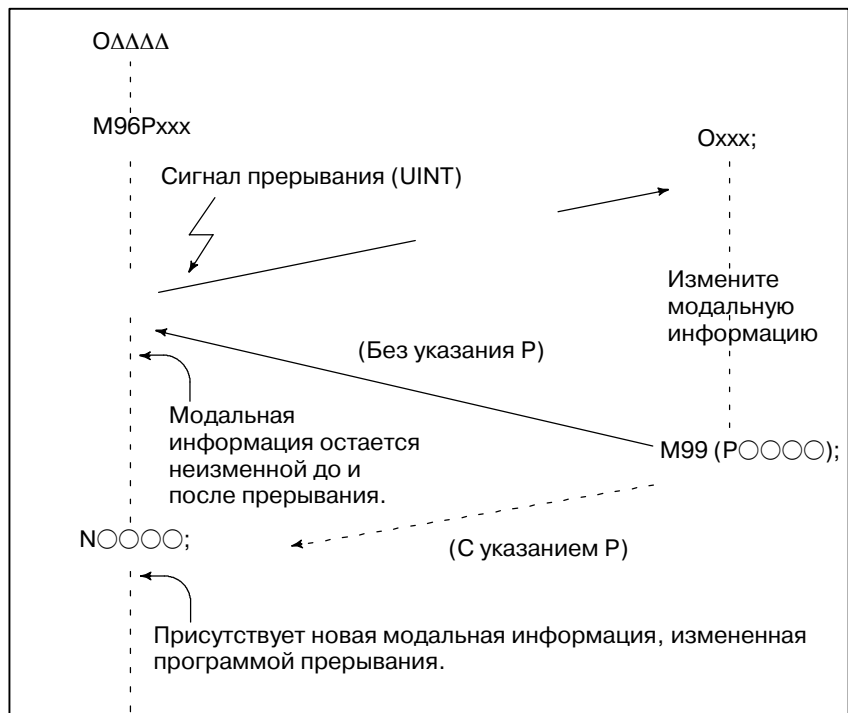 O∆∆∆∆
M96Pxxx
Oxxx;
Сигнал прерывания (UINT)
Измените
модальную
информацию
(Без указания P)
Модальная
информация остается
неизменной до и
после прерывания.
M99 (P○○○○);
N○○○○;
(С указанием P)
Присутствует новая модальная информация, измененная
программой прерывания.